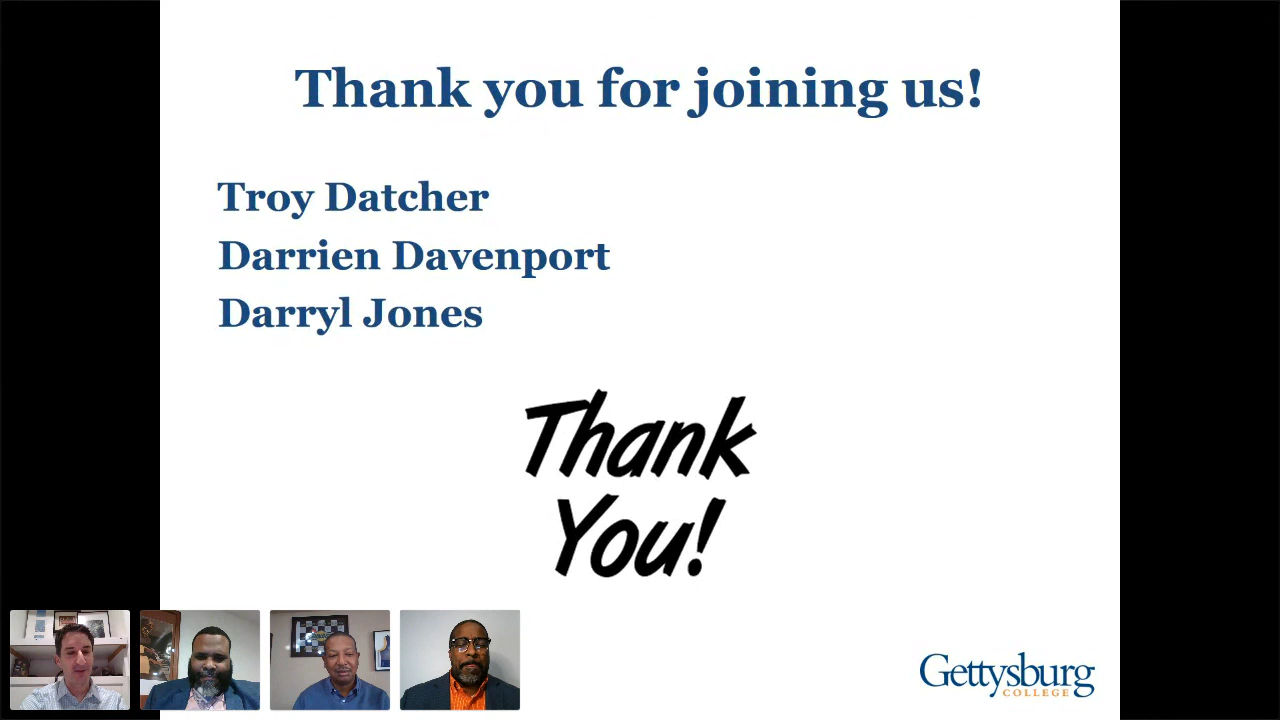 Thank you for joining us!
Troy Datcher
Darrien Davenport
Darryl Jones
Thank
You!
Gettysburg
COLLEGE